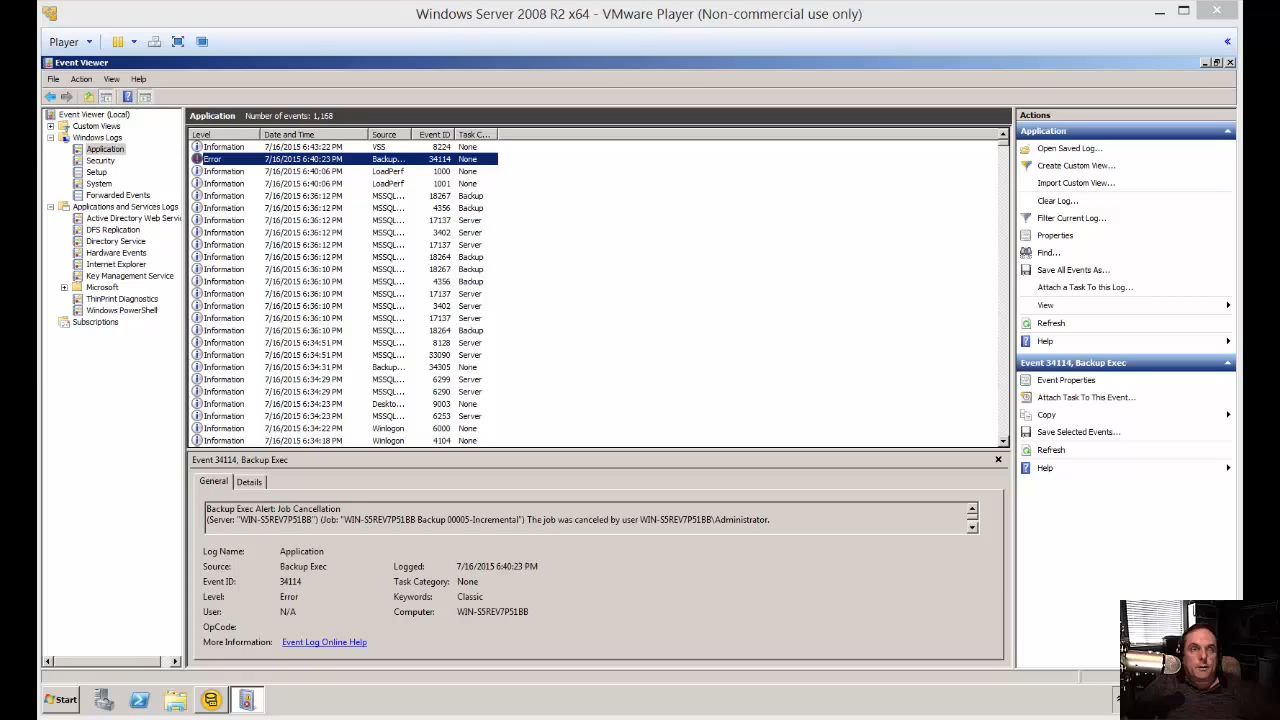 Windows Server 2008 R2 x64 - VMware Player (Non-commercial use only)
Player
Event Viewer
File Action View Help
Event Viewer (Local)
Custom Views
Windows Logs
Application
Security
Setup
System
Forwarded Events
Applications and Services Logs
Active Directory Web Servic
DFS Replication
Directory Service
Hardware Events
Internet Explorer
Key Management Service
Microsoft
ThinPrint Diagnostics
Windows PowerShell
Subscriptions
Application Number of events: 1,168
Level Date and Time Source Event ID Task C...
Information 7/16/2015 6:43:22 PM VSS 8224 None
Error 7/16/2015 6:40:23 PM Backup... 34114 None
Information 7/16/2015 6:40:06 PM LoadPerf 1000 None
Information 7/16/2015 6:40:06 PM LoadPerf 1001 None
Information 7/16/2015 6:36:12 PM MSSQL... 18267 Backup
Information 7/16/2015 6:36:12 PM MSSQL... 4356 Backup
Information 7/16/2015 6:36:12 PM MSSQL... 17137 Server
Information 7/16/2015 6:36:12 PM MSSQL... 3402 Server
Information 7/16/2015 6:36:12 PM MSSQL... 17137 Server
Information 7/16/2015 6:36:12 PM MSSQL... 18264 Backup
Information 7/16/2015 6:36:10 PM MSSQL... 18267 Backup
Information 7/16/2015 6:36:10 PM MSSQL... 4356 Backup
Information 7/16/2015 6:36:10 PM MSSQL... 17137 Server
Information 7/16/2015 6:36:10 PM MSSQL... 3402 Server
Information 7/16/2015 6:36:10 PM MSSQL... 17137 Server
Information 7/16/2015 6:36:10 PM MSSQL... 18264 Backup
Information 7/16/2015 6:34:51 PM MSSQL... 8128 Server
Information 7/16/2015 6:34:51 PM MSSQL... 33090 Server
Information 7/16/2015 6:34:31 PM Backup... 34305 None
Information 7/16/2015 6:34:29 PM MSSQL... 6299 Server
Information 7/16/2015 6:34:29 PM MSSQL... 6290 Server
Information 7/16/2015 6:34:23 PM Deskto... 9003 None
Information 7/16/2015 6:34:23 PM MSSQL... 6253 Server
Information 7/16/2015 6:34:22 PM Winlogon 6000 None
Information 7/16/2015 6:34:18 PM Winlogon 4104 None
Event 34114, Backup Exec
General Details
Backup Exec Alert: Job Cancellation
(Server: "WIN-S5REV7P51BB") (Job: "WIN-S5REV7P51BB Backup 00005-Incremental") The job was canceled by user WIN-S5REV7P51BB\Administrator.
Log Name: Application
Source: Backup Exec Logged: 7/16/2015 6:40:23 PM
Event ID: 34114 Task Category: None
Level: Error Keywords: Classic
User: N/A Computer: WIN-S5REV7P51BB
OpCode:
More Information: Event Log Online Help
Actions
Application
Open Saved Log...
Create Custom View...
Import Custom View...
Clear Log...
Filter Current Log...
Properties
Find...
Save All Events As...
Attach a Task To this Log...
View
Refresh
Help
Event 34114, Backup Exec
Event Properties
Attach Task To This Event...
Copy
Save Selected Events...
Refresh
Help
Start